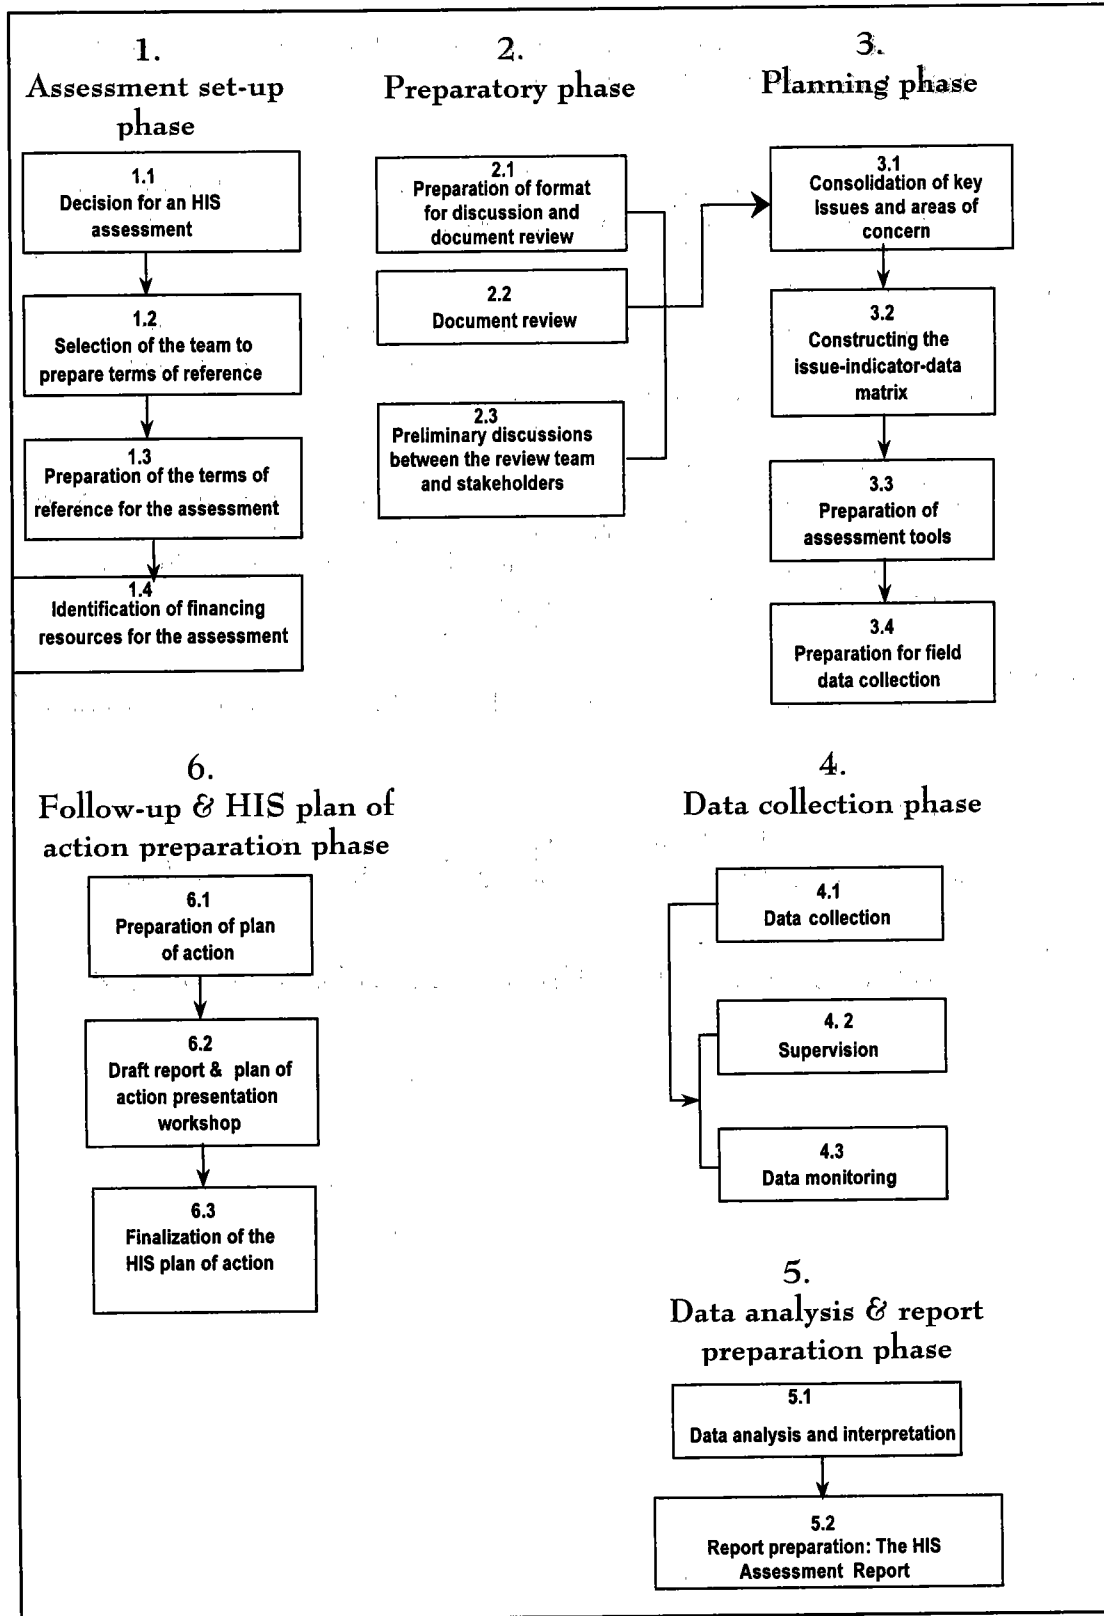 1.
Assessment set-up
phase
1.1
Decision for an HIS
assessment
1.2
Selection of the team to
prepare terms of reference
1.3
Preparation of the terms of
reference for the assessment
1.4
Identification of financing
resources for the assessment
2.
Preparatory phase
2.1
Preparation of format
for discussion and
document review
2.2
Document review
2.3
Preliminary discussions
between the review team
and stakeholders
3.
Planning phase
3.1
Consolidation of key
Issues and areas of
concern
3.2
Constructing the
issue-indicator-data
matrix
3.3
Preparation of
assessment tools
3.4
Preparation for field
data collection
4.
Data collection phase
4.1
Data collection
4. 2
Supervision
4.3
Data monitoring
5.
Data analysis & report
preparation phase
5.1
Data analysis and interpretation
5.2
Report preparation: The HIS
Assessment Report
6.
Follow-up & HIS plan of
action preparation phase
6.1
Preparation of plan
of action
6.2
Draft report & plan of
action presentation
workshop
6.3
Finalization of the
HIS plan of action